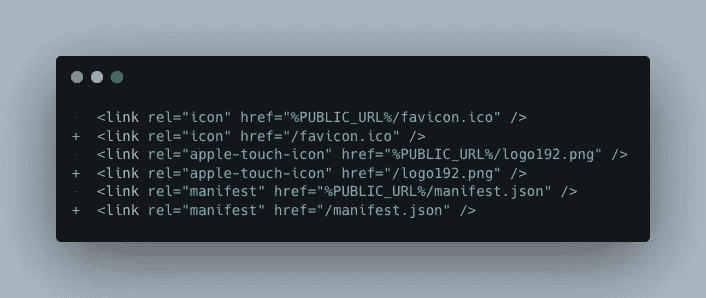 -  <link rel="icon" href="%PUBLIC_URL%/favicon.ico" />
+  <link rel="icon" href="/favicon.ico" />
-  <link rel="apple-touch-icon" href="%PUBLIC_URL%/logo192.png" />
+  <link rel="apple-touch-icon" href="/logo192.png" />
-  <link rel="manifest" href="%PUBLIC_URL%/manifest.json" />
+  <link rel="manifest" href="/manifest.json" />